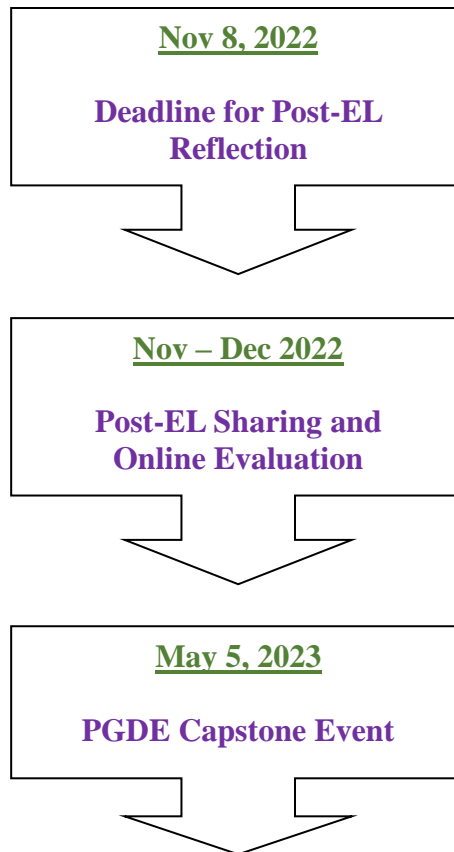 Nov 8, 2022
Deadline for Post-EL
Reflection
Nov – Dec 2022
Post-EL Sharing and
Online Evaluation
May 5, 2023
PGDE Capstone Event